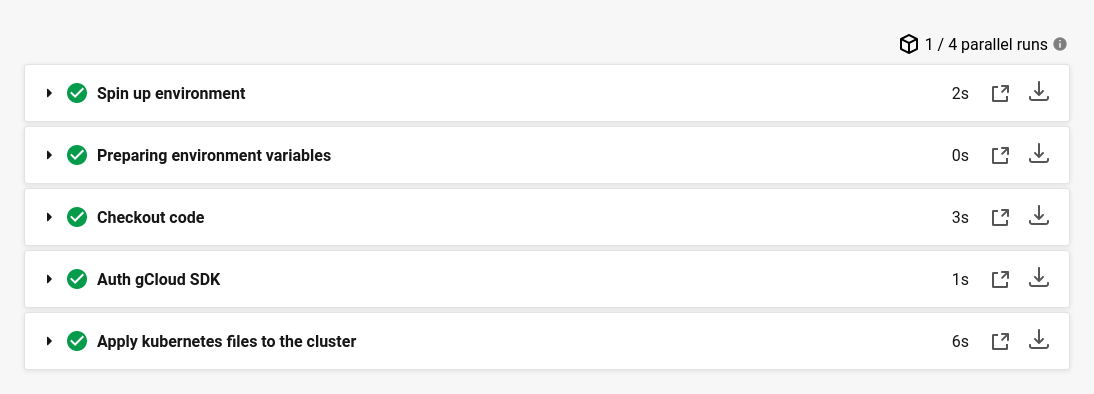 1 / 4 parallel runs
Spin up environment 2s
Preparing environment variables 0s
Checkout code 3s
Auth gCloud SDK 1s
Apply kubernetes files to the cluster 6s